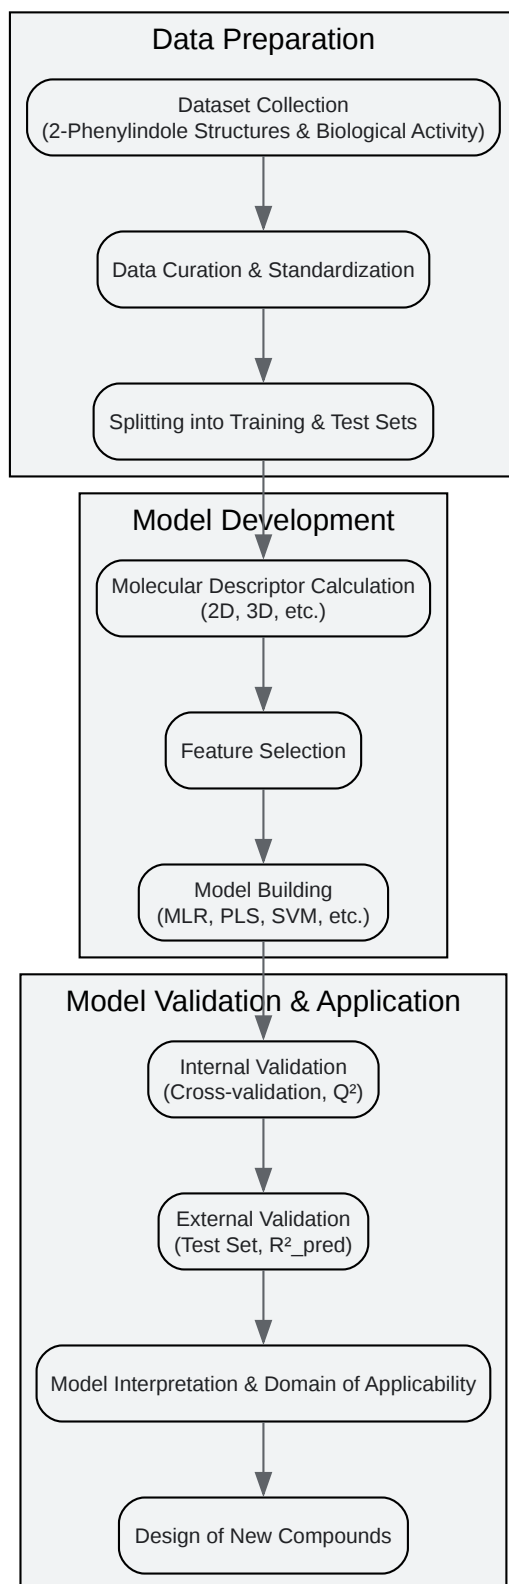 Data Preparation
Dataset Collection
(2-Phenylindole Structures & Biological Activity)
Data Curation & Standardization
Splitting into Training & Test Sets
Model Development
Molecular Descriptor Calculation
(2D, 3D, etc.)
Feature Selection
Model Building
(MLR, PLS, SVM, etc.)
Model Validation & Application
Internal Validation
(Cross-validation, Q²)
External Validation
(Test Set, R²_pred)
Model Interpretation & Domain of Applicability
Design of New Compounds